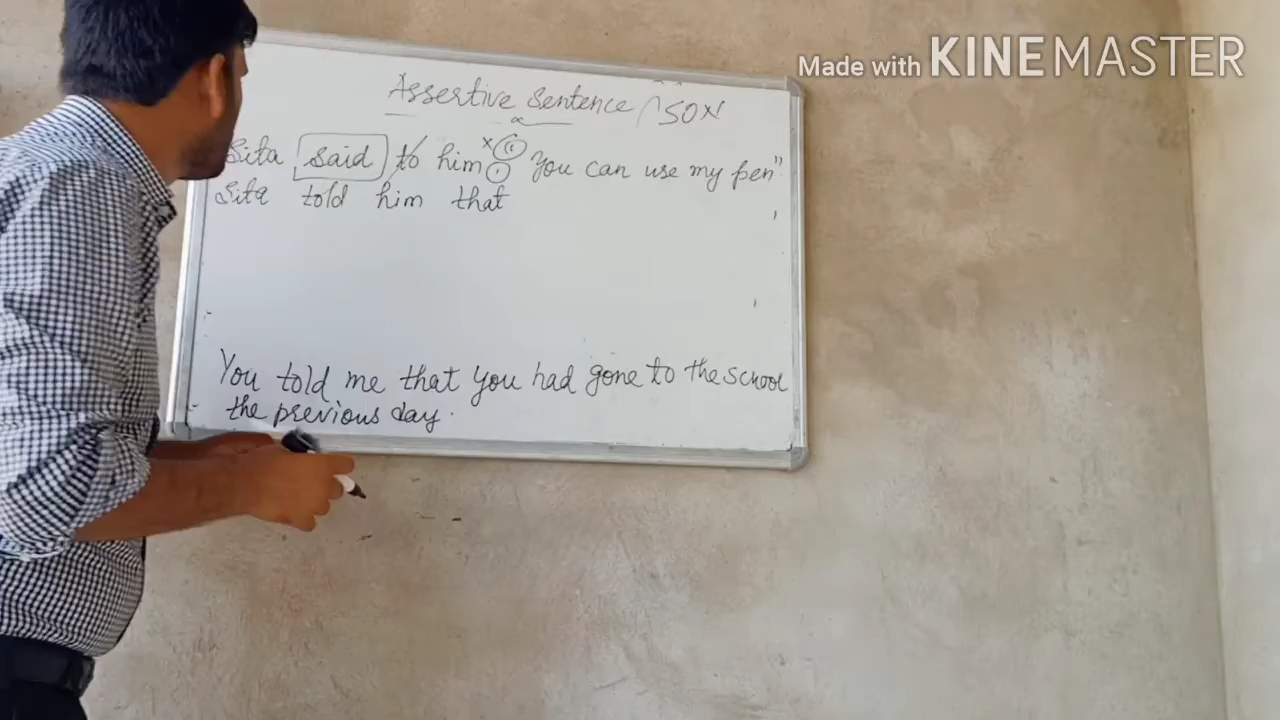 Made with KINEMASTER
Assertive Sentence / SON
Sita said to him, "You can use my pen".
Sita told him that
You told me that you had gone to the school
the previous day.